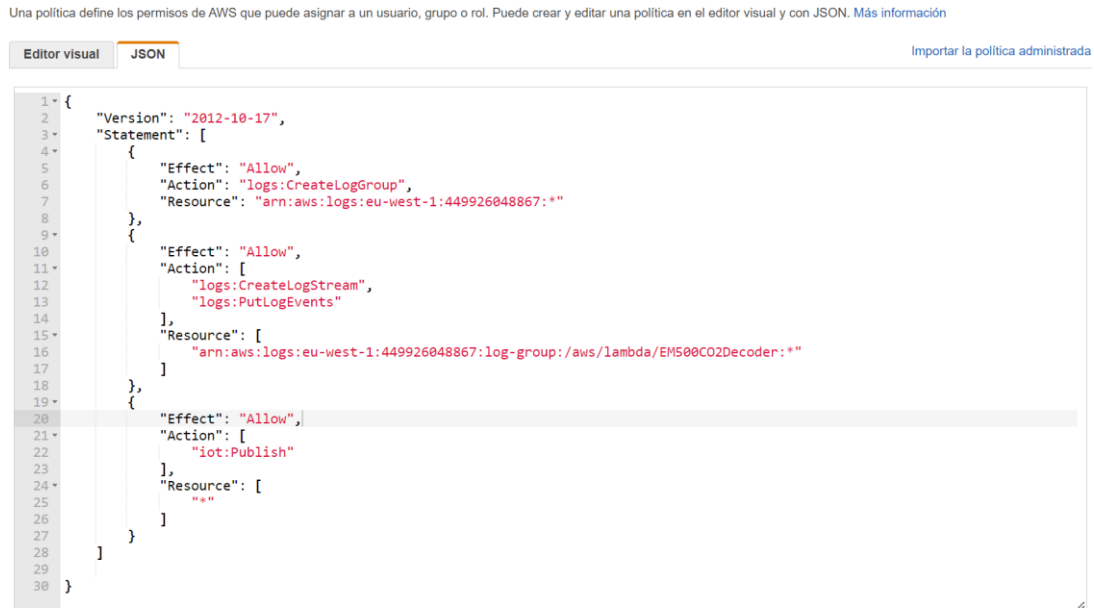 Una política define los permisos de AWS que puede asignar a un usuario, grupo o rol. Puede crear y editar una política en el editor visual y con JSON. Más información
Editor visual JSON Importar la política administrada
1 {
2 "Version": "2012-10-17",
3 "Statement": [
4 {
5 "Effect": "Allow",
6 "Action": "logs:CreateLogGroup",
7 "Resource": "arn:aws:logs:eu-west-1:449926048867:*"
8 },
9 {
10 "Effect": "Allow",
11 "Action": [
12 "logs:CreateLogStream",
13 "logs:PutLogEvents"
14 ],
15 "Resource": [
16 "arn:aws:logs:eu-west-1:449926048867:log-group:/aws/lambda/EM500CO2Decoder:*"
17 ]
18 },
19 {
20 "Effect": "Allow",
21 "Action": [
22 "iot:Publish"
23 ],
24 "Resource": [
25 "*"
26 ]
27 }
28 ]
29
30 }